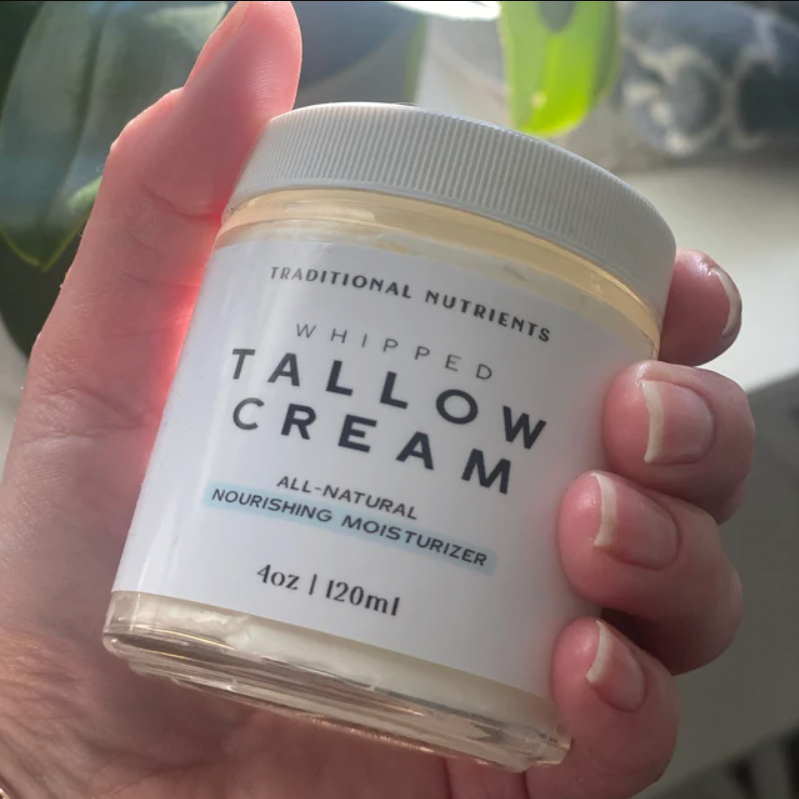 TRADITIONAL NUTRIENTS
WHIPPED
TALLOW
CREAM
ALL-NATURAL
NOURISHING MOISTURIZER
4oz | 120ml